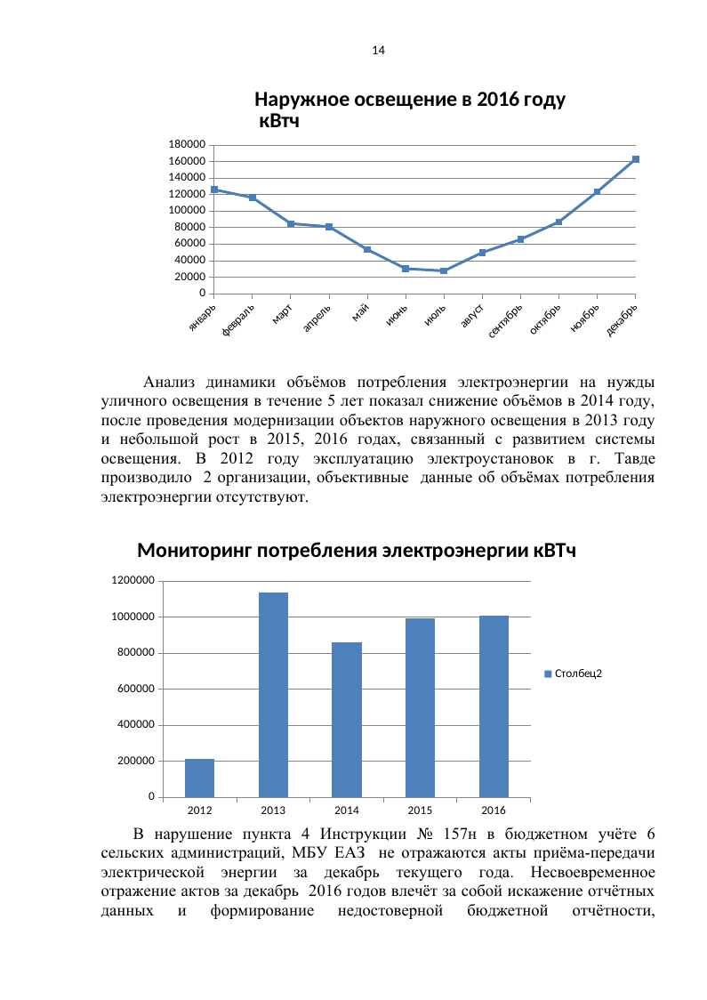 14
Наружное освещение в 2016 году
кВтч
180000
160000
140000
120000
100000
80000
60000
40000
20000
0
январь
февраль
март
апрель
май
июнь
июль
август
сентябрь
октябрь
ноябрь
декабрь
Анализ динамики объёмов потребления электроэнергии на нужды
уличного освещения в течение 5 лет показал снижение объёмов в 2014 году,
после проведения модернизации объектов наружного освещения в 2013 году
и небольшой рост в 2015, 2016 годах, связанный с развитием системы
освещения. В 2012 году эксплуатацию электроустановок в г. Тавде
производило 2 организации, объективные данные об объёмах потребления
электроэнергии отсутствуют.
Мониторинг потребления электроэнергии кВТч
1200000
1000000
800000
600000
400000
200000
0
2012
2013
2014
2015
2016
Столбец2
В нарушение пункта 4 Инструкции № 157н в бюджетном учёте 6
сельских администраций, МБУ ЕАЗ не отражаются акты приёма-передачи
электрической энергии за декабрь текущего года. Несвоевременное
отражение актов за декабрь 2016 годов влечёт за собой искажение отчётных
данных и формирование недостоверной бюджетной отчётности,